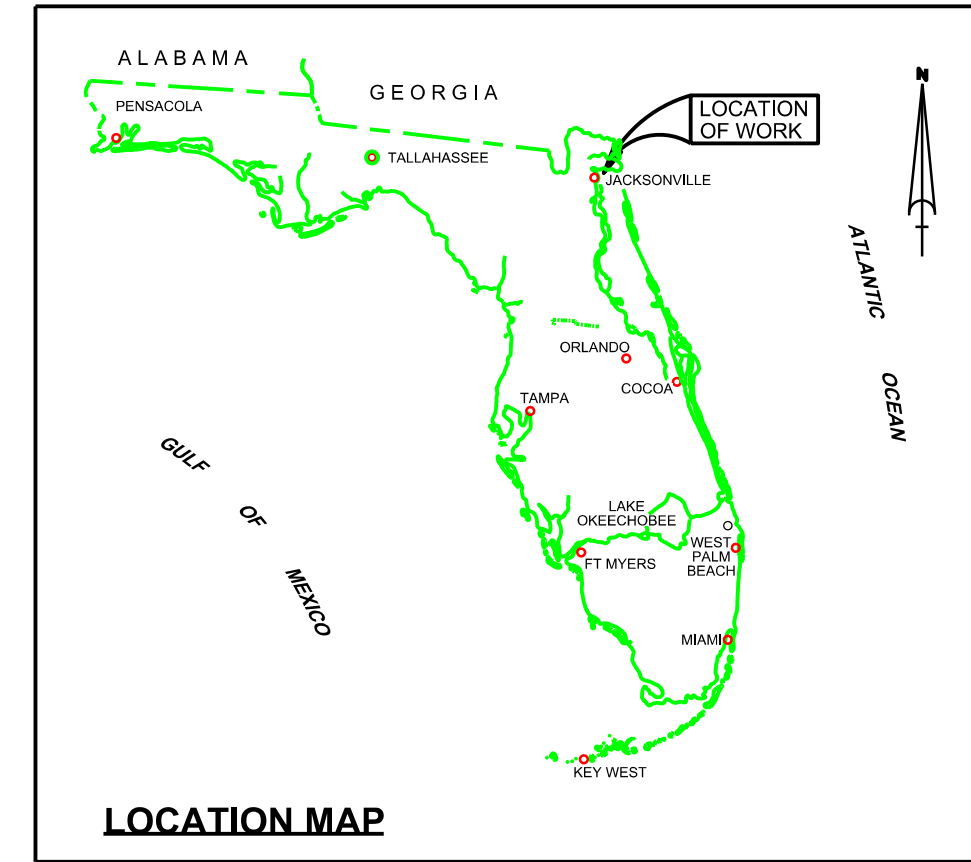 ALABAMA
GEORGIA
PENSACOLA
N
LOCATION
OF WORK
TALLAHASSEE
JACKSONVILLE
ATLANTIC
OCEAN
ORLANDO
COCOA
TAMPA
GULF
OF
MEXICO
LAKE
OKEECHOBEE
WEST
PALM
BEACH
FT MYERS
MIAMI
KEY WEST
LOCATION MAP